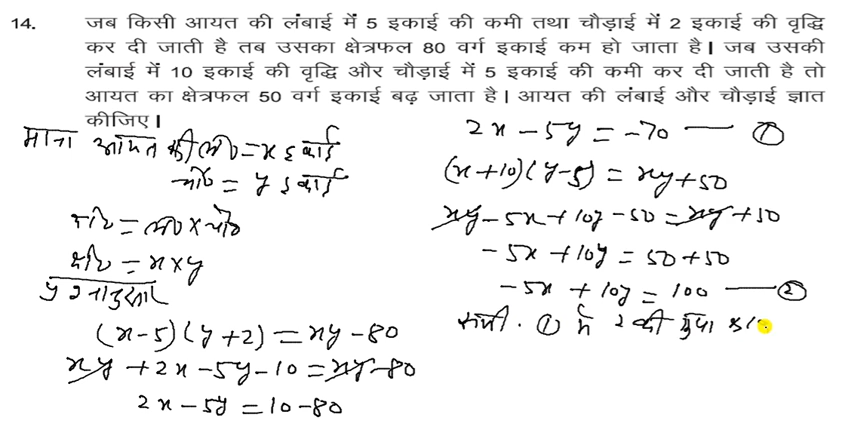 14. जब किसी आयत की लंबाई में 5 इकाई की कमी तथा चौड़ाई में 2 इकाई की वृद्धि
कर दी जाती है तब उसका क्षेत्रफल 80 वर्ग इकाई कम हो जाता है। जब उसकी
लंबाई में 10 इकाई की वृद्धि और चौड़ाई में 5 इकाई की कमी कर दी जाती है तो
आयत का क्षेत्रफल 50 वर्ग इकाई बढ़ जाता है। आयत की लंबाई और चौड़ाई ज्ञात
कीजिए।
माना आयत की ल० = x इकाई
चौ० = y इकाई
क्षे० = ल० × चौ०
क्षे० = x × y
प्रश्नानुसार
(x-5)(y+2) = xy-80
xy + 2x - 5y - 10 = xy - 80
2x - 5y = 10 - 80
2x - 5y = -70 — ①
(x+10)(y-5) = xy+50
xy - 5x + 10y - 50 = xy + 50
-5x + 10y = 50 + 50
-5x + 10y = 100 — ②
समी. ① में 2 की गुणा